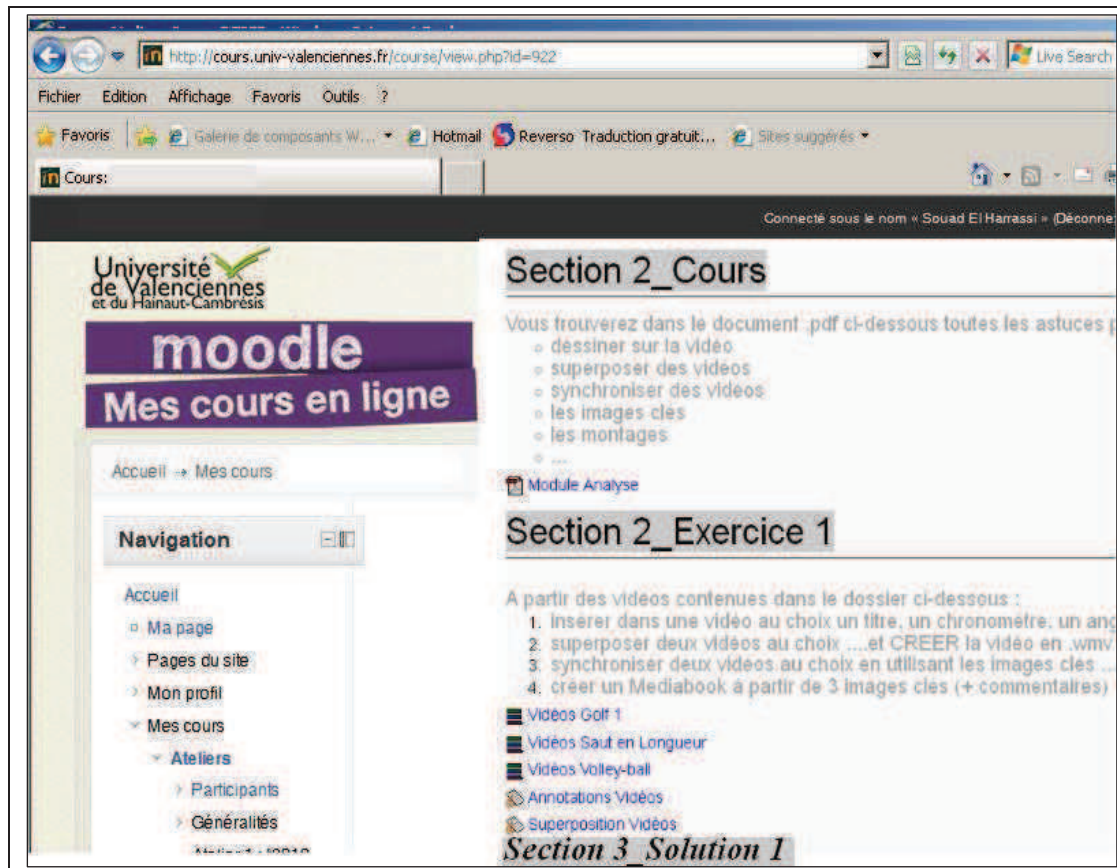 http://cours.univ-valenciennes.fr/course/view.php?id=922
Live Search
Fichier Edition Affichage Favoris Outils ?
Favoris Galerie de composants W... Hotmail Reverso Traduction gratuit... Sites suggérés
Cours:
Connecté sous le nom « Souad El Harrassi » (Déconne
Université
de Valenciennes
et du Hainaut-Cambrésis
moodle
Mes cours en ligne
Accueil → Mes cours
Navigation
Accueil
Ma page
Pages du site
Mon profil
Mes cours
Ateliers
Participants
Généralités
Section 2_Cours
Vous trouverez dans le document .pdf ci-dessous toutes les astuces p
dessiner sur la vidéo
superposer des vidéos
synchroniser des vidéos
les images clés
les montages
...
Module Analyse
Section 2_Exercice 1
A partir des vidéos contenues dans le dossier ci-dessous :
1. insérer dans une vidéo au choix un titre, un chronomètre, un ang
2. superposer deux vidéos au choix ....et CREER la vidéo en .wmv
3. synchroniser deux vidéos au choix en utilisant les images clés ...
4. créer un Mediabook à partir de 3 images clés (+ commentaires)
Vidéos Golf 1
Vidéos Saut en Longueur
Vidéos Volley-ball
Annotations Vidéos
Superposition Vidéos
Section 3_Solution 1